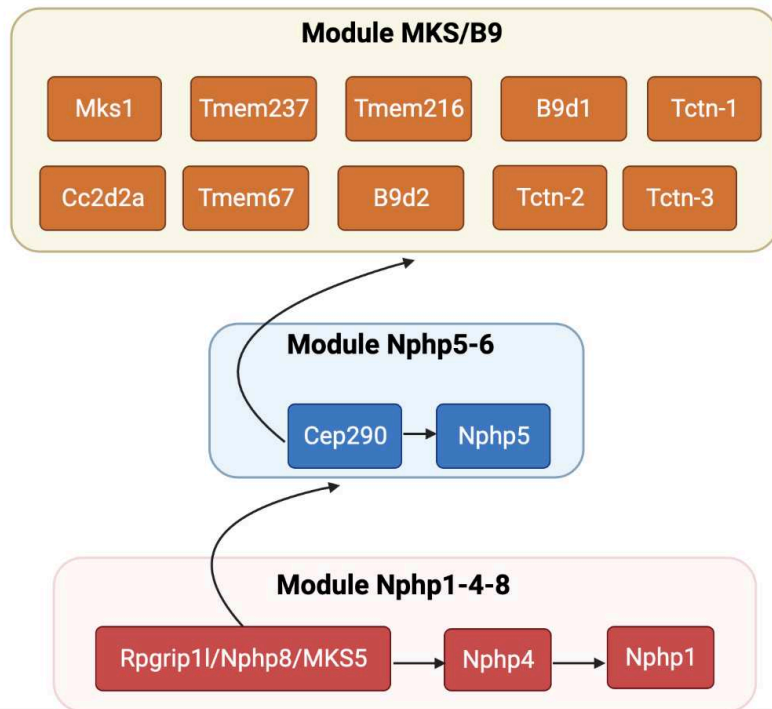 Module MKS/B9
Mks1 Tmem237 Tmem216 B9d1 Tctn-1
Cc2d2a Tmem67 B9d2 Tctn-2 Tctn-3
Module Nphp5-6
Cep290 Nphp5
Module Nphp1-4-8
Rpgrip1l/Nphp8/MKS5 Nphp4 Nphp1